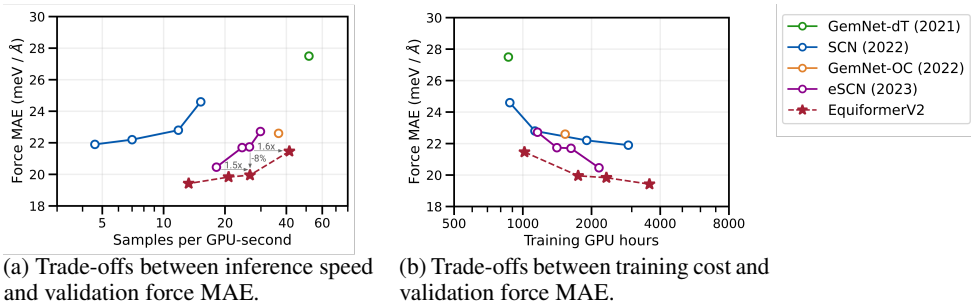 30
28
26
24
22
20
18
Force MAE (meV / Å)
1.6x
-8%
1.5x
5 10 20 40 60
Samples per GPU-second
(a) Trade-offs between inference speed
and validation force MAE.
30
28
26
24
22
20
18
Force MAE (meV / Å)
500 1000 2000 4000 8000
Training GPU hours
(b) Trade-offs between training cost and
validation force MAE.
GemNet-dT (2021)
SCN (2022)
GemNet-OC (2022)
eSCN (2023)
EquiformerV2